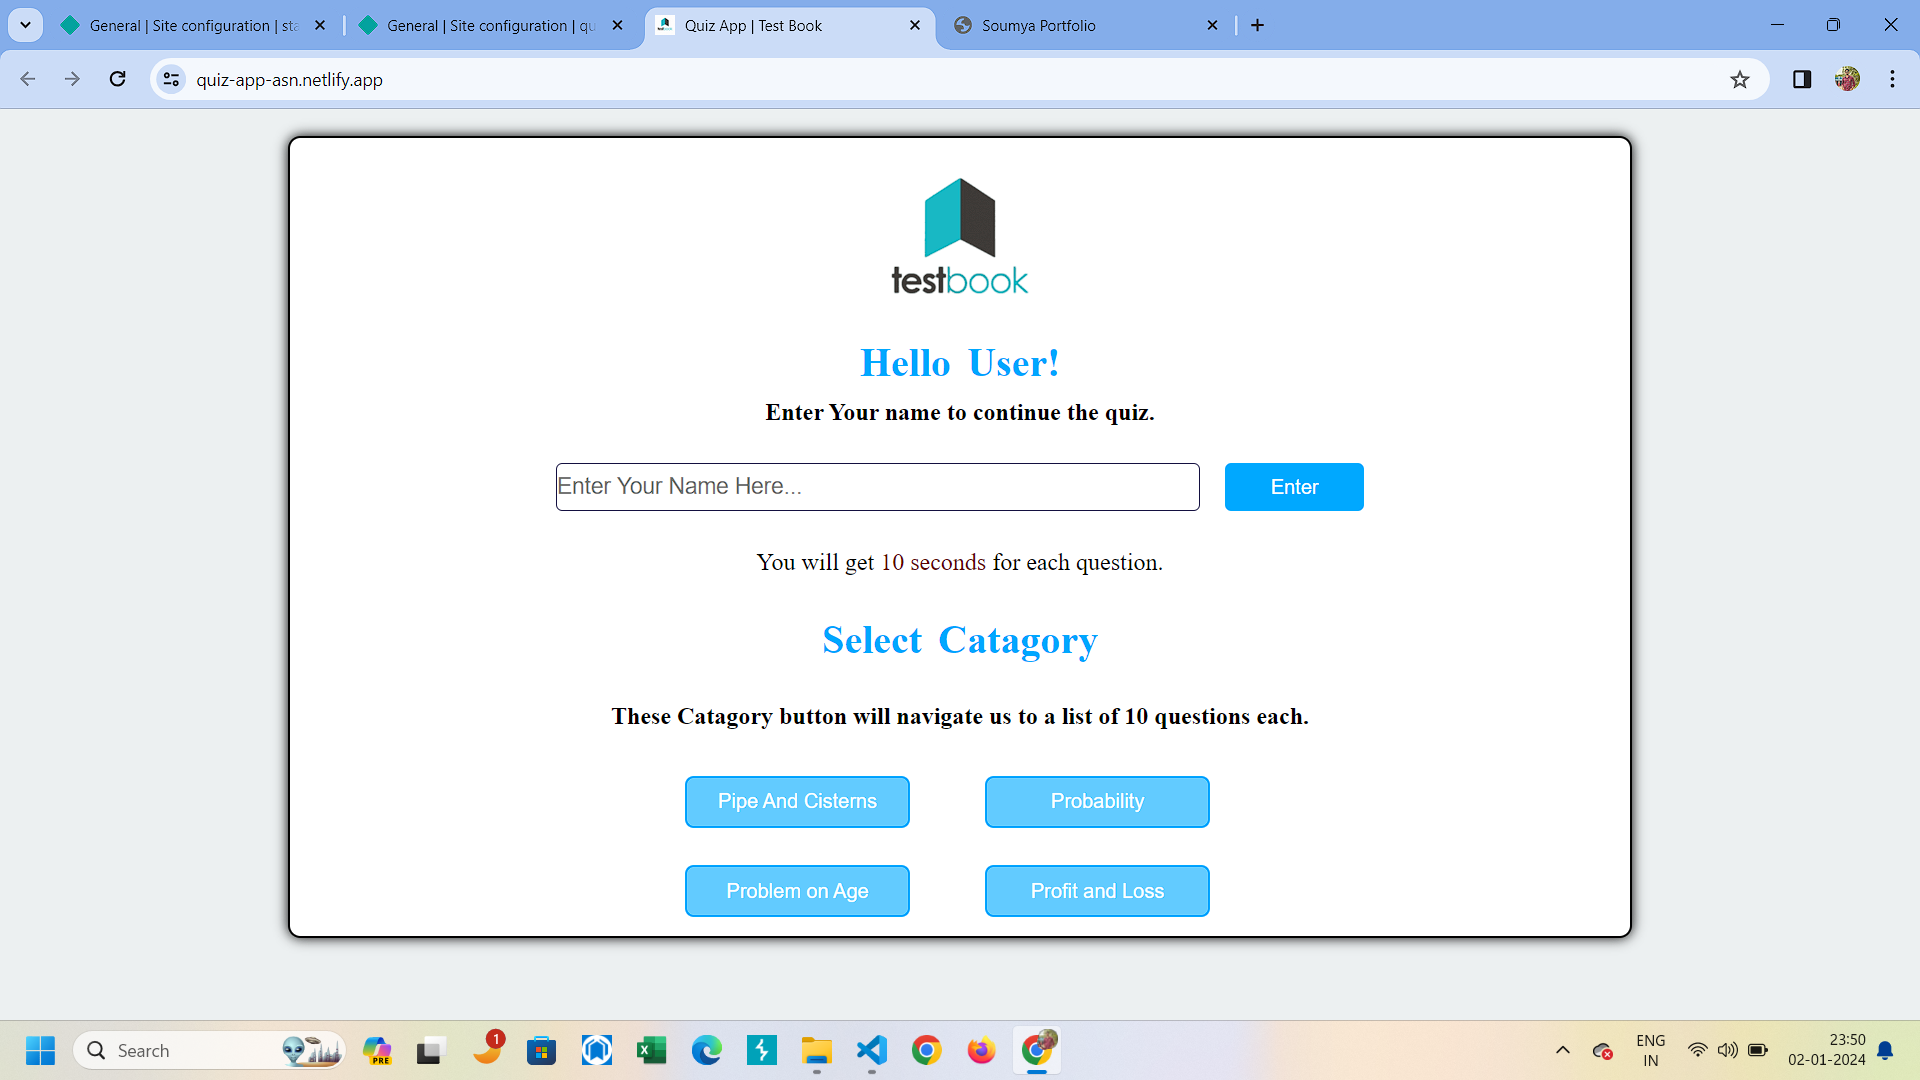 General | Site configuration | sta
General | Site configuration | qu
Quiz App | Test Book
Soumya Portfolio
quiz-app-asn.netlify.app
testbook
Hello User!
Enter Your name to continue the quiz.
Enter Your Name Here...
Enter
You will get 10 seconds for each question.
Select Catagory
These Catagory button will navigate us to a list of 10 questions each.
Pipe And Cisterns
Probability
Problem on Age
Profit and Loss
Search
PRE
1
ENG
IN
23:50
02-01-2024